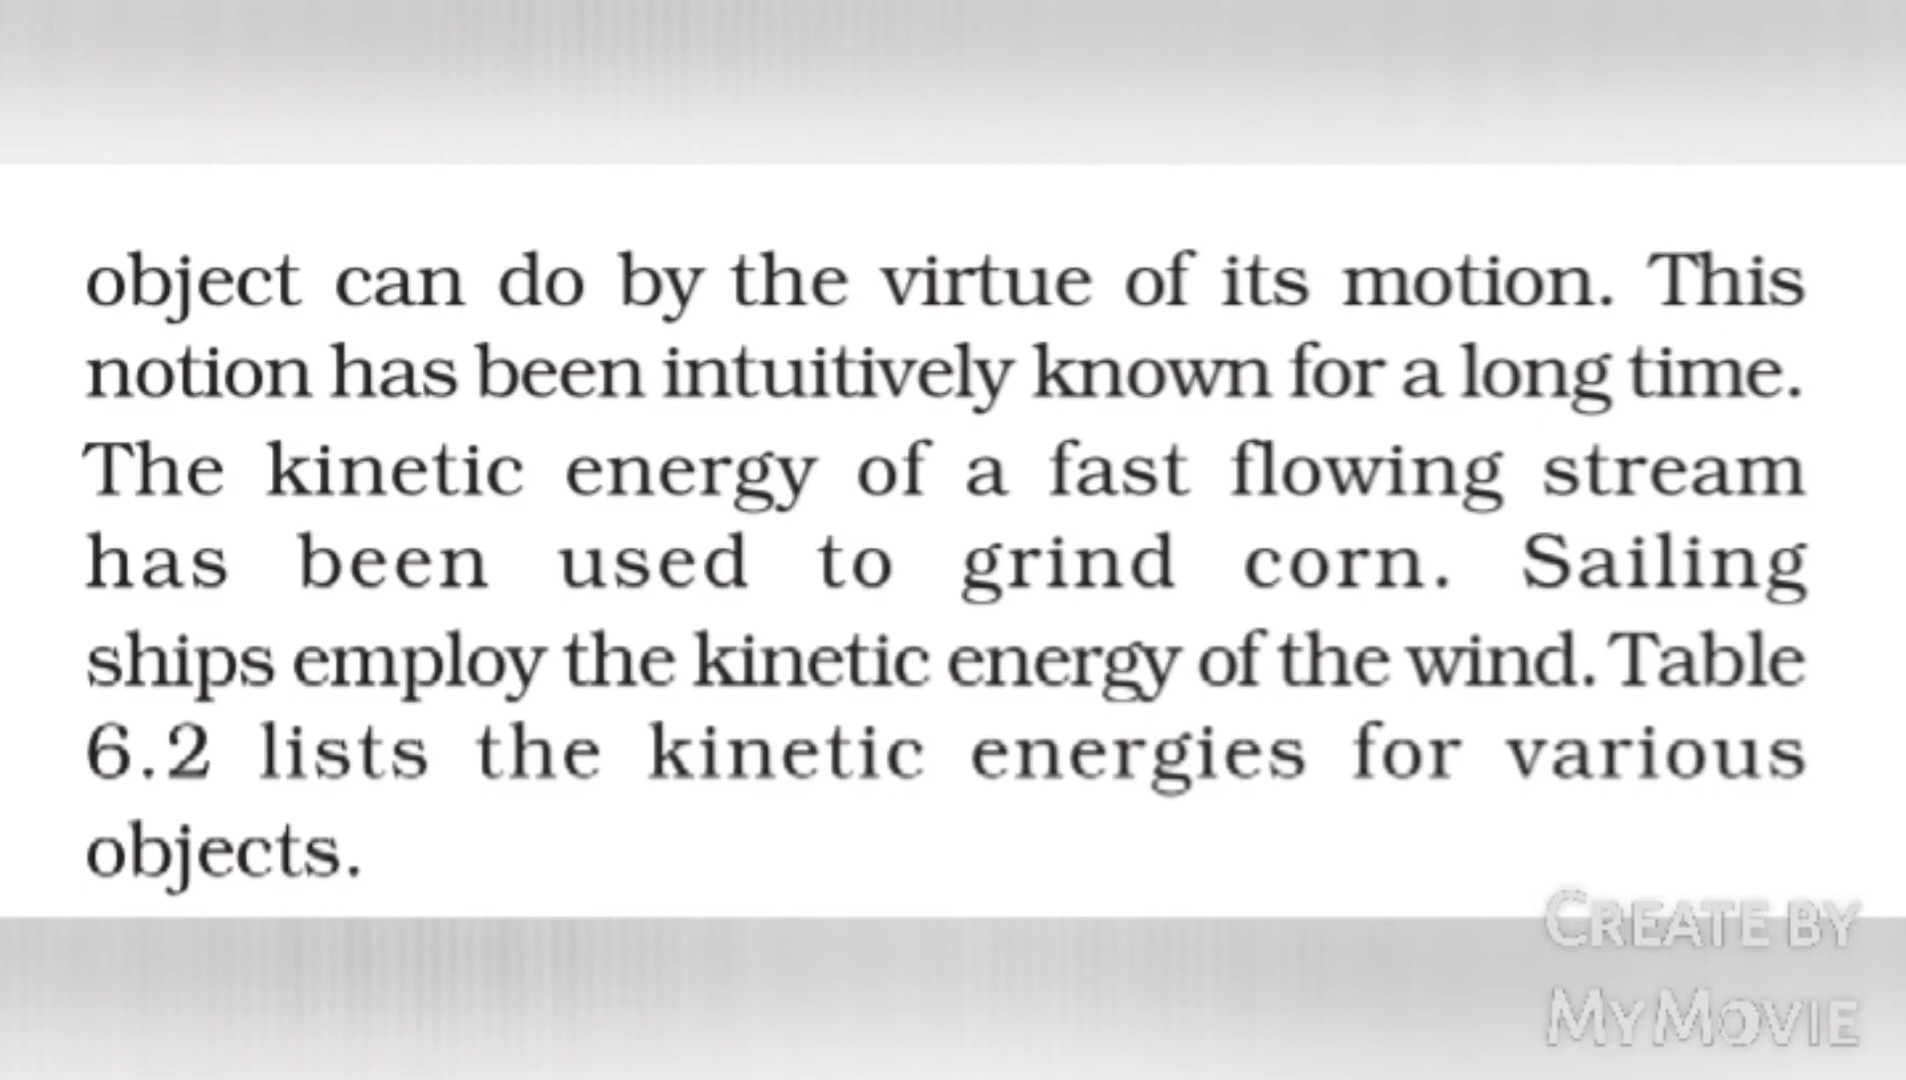 object can do by the virtue of its motion. This
notion has been intuitively known for a long time.
The kinetic energy of a fast flowing stream
has been used to grind corn. Sailing
ships employ the kinetic energy of the wind. Table
6.2 lists the kinetic energies for various
objects.
CREATE BY
MYMOVIE